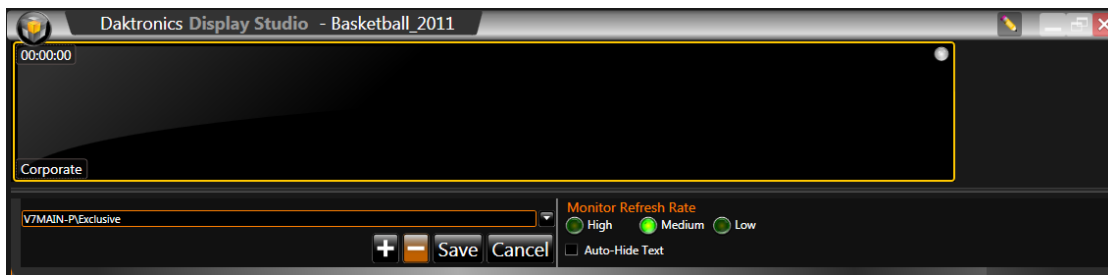 Daktronics Display Studio - Basketball_2011
00:00:00
Corporate
V7MAIN-P\Exclusive
Monitor Refresh Rate
High Medium Low
Save Cancel
Auto-Hide Text